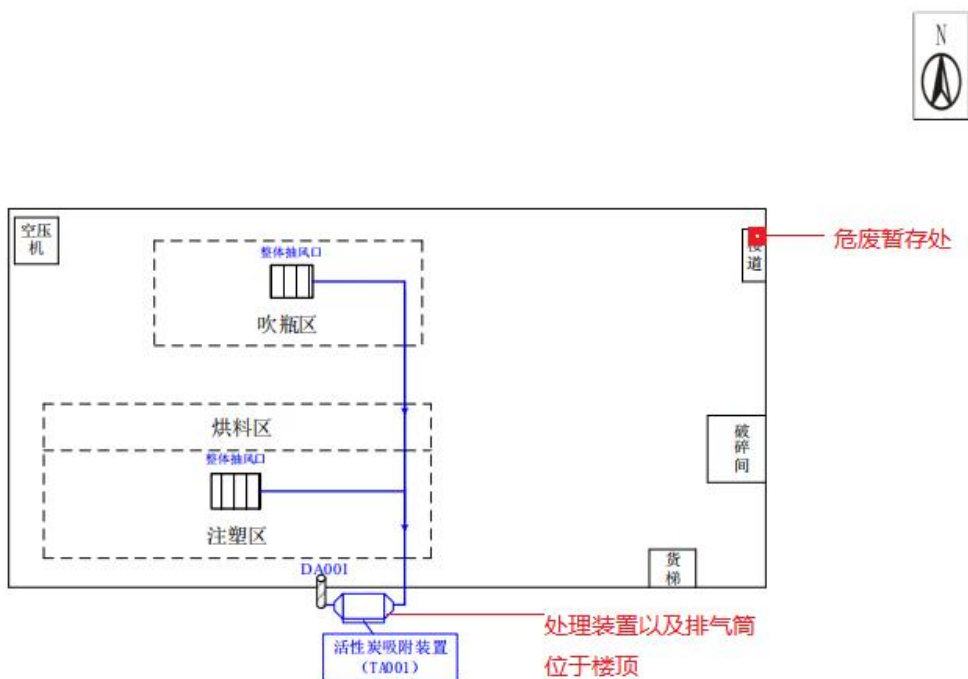 N
空压
机
整体抽风口
吹瓶区
道
危废暂存处
烘料区
整体抽风口
注塑区
破
碎
间
货
梯
DA001
处理装置以及排气筒
位于楼顶
活性炭吸附装置
(TA001)